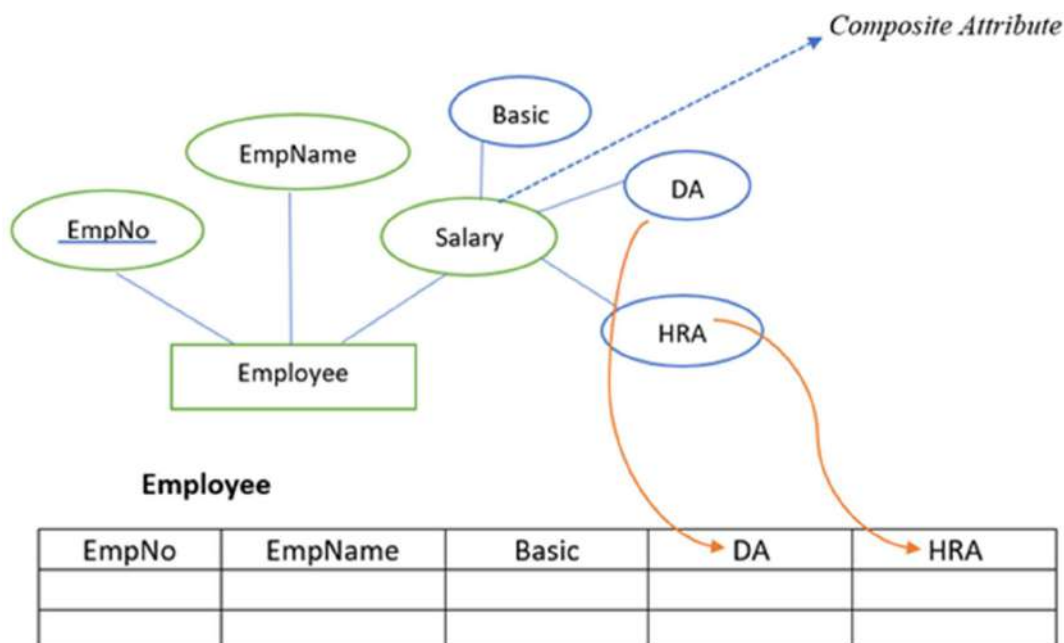 Composite Attribute
Basic
EmpName
DA
EmpNo
Salary
HRA
Employee
Employee
EmpNo EmpName Basic DA HRA